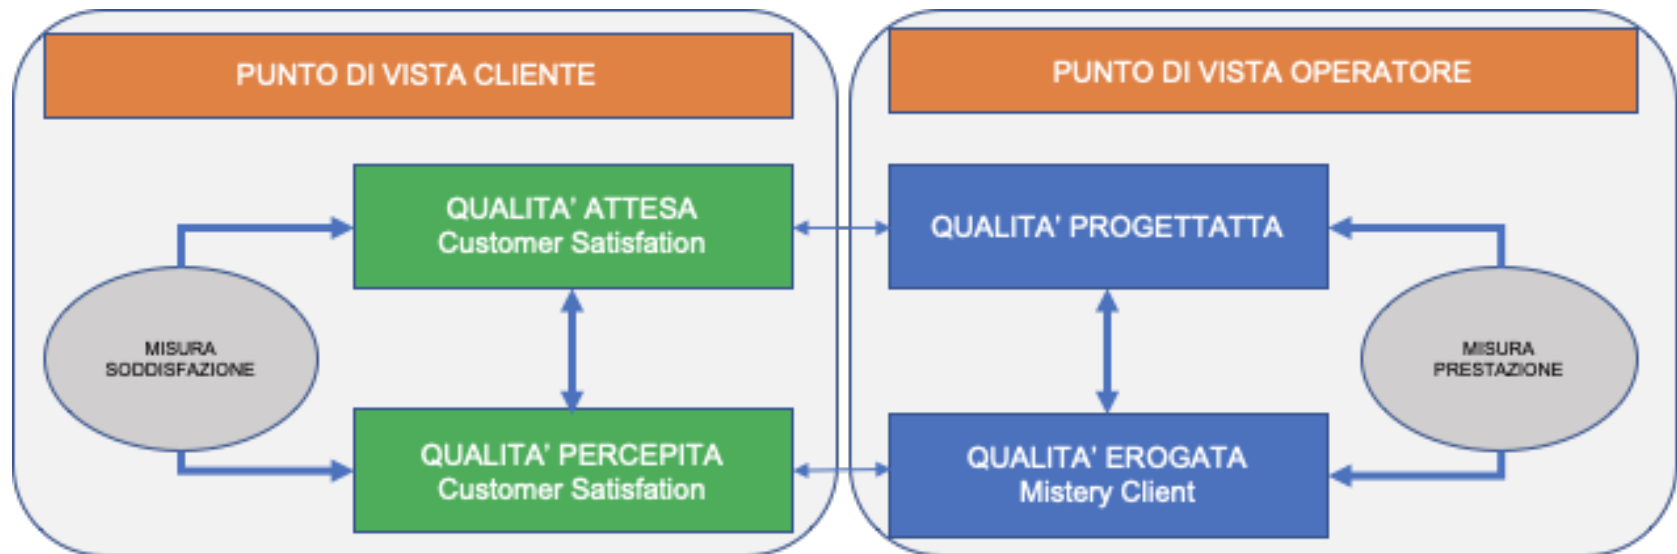 PUNTO DI VISTA CLIENTE
PUNTO DI VISTA OPERATORE
QUALITA' ATTESA
Customer Satisfation
QUALITA' PROGETTATTA
MISURA
SODDISFAZIONE
MISURA
PRESTAZIONE
QUALITA' PERCEPITA
Customer Satisfation
QUALITA' EROGATA
Mistery Client